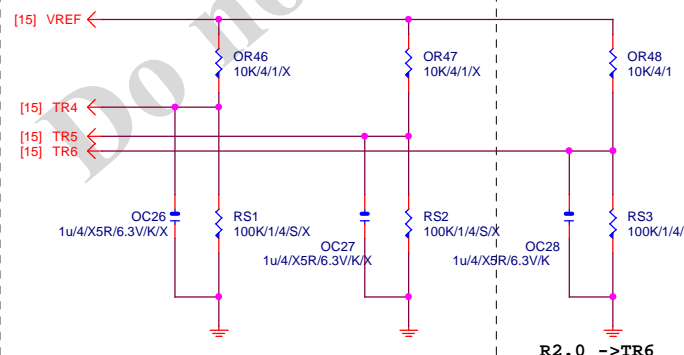 [15] VREF
OR46
10K/4/1/X
OR47
10K/4/1/X
OR48
10K/4/1
[15] TR4
[15] TR5
[15] TR6
OC26
1u/4/X5R/6.3V/K/X
RS1
100K/1/4/S/X
OC27
1u/4/X5R/6.3V/K/X
RS2
100K/1/4/S/X
OC28
1u/4/X5R/6.3V/K
RS3
100K/1/4/
R2.0 ->TR6
Do no